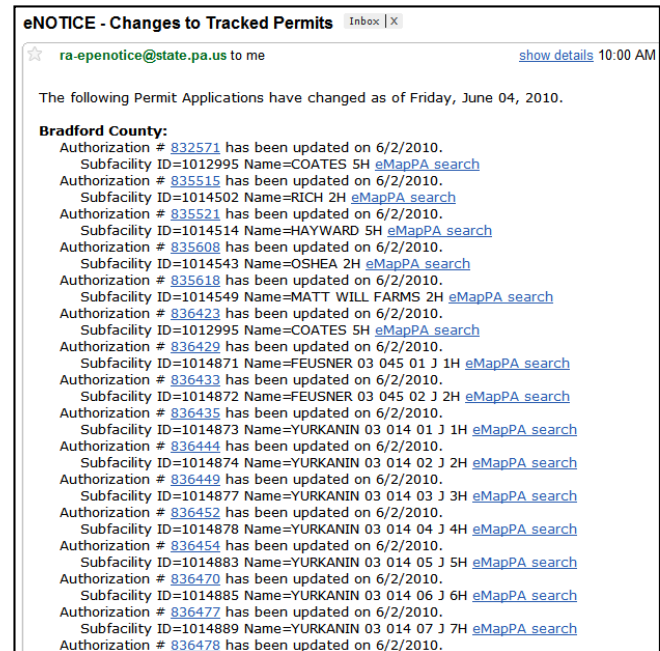 eNOTICE - Changes to Tracked Permits Inbox | X
ra-epenotice@state.pa.us to me show details 10:00 AM
The following Permit Applications have changed as of Friday, June 04, 2010.
Bradford County:
Authorization # 832571 has been updated on 6/2/2010.
Subfacility ID=1012995 Name=COATES 5H eMapPA search
Authorization # 835515 has been updated on 6/2/2010.
Subfacility ID=1014502 Name=RICH 2H eMapPA search
Authorization # 835521 has been updated on 6/2/2010.
Subfacility ID=1014514 Name=HAYWARD 5H eMapPA search
Authorization # 835608 has been updated on 6/2/2010.
Subfacility ID=1014543 Name=OSHEA 2H eMapPA search
Authorization # 835618 has been updated on 6/2/2010.
Subfacility ID=1014549 Name=MATT WILL FARMS 2H eMapPA search
Authorization # 836423 has been updated on 6/2/2010.
Subfacility ID=1012995 Name=COATES 5H eMapPA search
Authorization # 836429 has been updated on 6/2/2010.
Subfacility ID=1014871 Name=FEUSNER 03 045 01 J 1H eMapPA search
Authorization # 836433 has been updated on 6/2/2010.
Subfacility ID=1014872 Name=FEUSNER 03 045 02 J 2H eMapPA search
Authorization # 836435 has been updated on 6/2/2010.
Subfacility ID=1014873 Name=YURKANIN 03 014 01 J 1H eMapPA search
Authorization # 836444 has been updated on 6/2/2010.
Subfacility ID=1014874 Name=YURKANIN 03 014 02 J 2H eMapPA search
Authorization # 836449 has been updated on 6/2/2010.
Subfacility ID=1014877 Name=YURKANIN 03 014 03 J 3H eMapPA search
Authorization # 836452 has been updated on 6/2/2010.
Subfacility ID=1014878 Name=YURKANIN 03 014 04 J 4H eMapPA search
Authorization # 836454 has been updated on 6/2/2010.
Subfacility ID=1014883 Name=YURKANIN 03 014 05 J 5H eMapPA search
Authorization # 836470 has been updated on 6/2/2010.
Subfacility ID=1014885 Name=YURKANIN 03 014 06 J 6H eMapPA search
Authorization # 836477 has been updated on 6/2/2010.
Subfacility ID=1014889 Name=YURKANIN 03 014 07 J 7H eMapPA search
Authorization # 836478 has been updated on 6/2/2010.